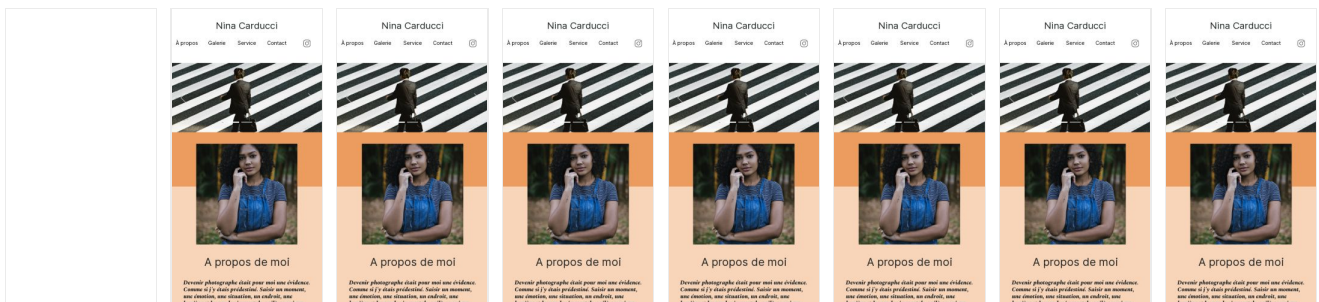 Nina Carducci Nina Carducci Nina Carducci Nina Carducci Nina Carducci Nina Carducci Nina Carducci
À propos Galerie Service Contact À propos Galerie Service Contact À propos Galerie Service Contact À propos Galerie Service Contact À propos Galerie Service Contact À propos Galerie Service Contact À propos Galerie Service Contact
A propos de moi A propos de moi A propos de moi A propos de moi A propos de moi A propos de moi A propos de moi
Devenir photographe était pour moi une évidence. Devenir photographe était pour moi une évidence. Devenir photographe était pour moi une évidence. Devenir photographe était pour moi une évidence. Devenir photographe était pour moi une évidence. Devenir photographe était pour moi une évidence. Devenir photographe était pour moi une évidence.
Comme si j'y étais prédestiné. Saisir un moment, Comme si j'y étais prédestiné. Saisir un moment, Comme si j'y étais prédestiné. Saisir un moment, Comme si j'y étais prédestiné. Saisir un moment, Comme si j'y étais prédestiné. Saisir un moment, Comme si j'y étais prédestiné. Saisir un moment, Comme si j'y étais prédestiné. Saisir un moment,
une émotion, une situation, un endroit, une une émotion, une situation, un endroit, une une émotion, une situation, un endroit, une une émotion, une situation, un endroit, une une émotion, une situation, un endroit, une une émotion, une situation, un endroit, une une émotion, une situation, un endroit, une